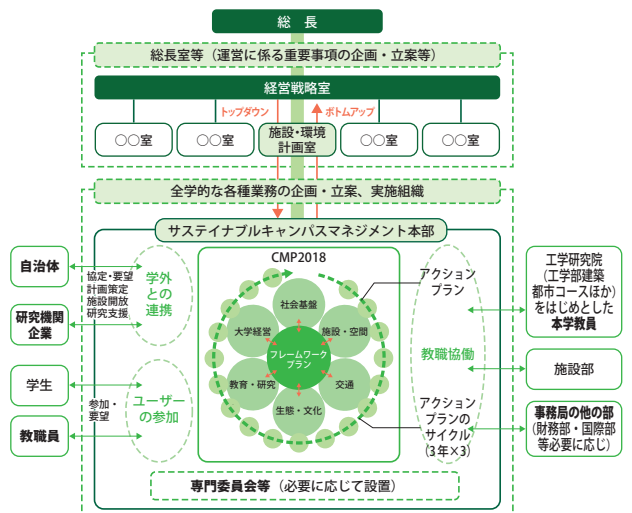 総 長
総長室等（運営に係る重要事項の企画・立案等）
経営戦略室
トップダウン
ボトムアップ
〇〇室
〇〇室
施設・環境
計画室
〇〇室
〇〇室
全学的な各種業務の企画・立案、実施組織
サステイナブルキャンパスマネジメント本部
自治体
研究機関
企業
学生
教職員
協定・要望
計画策定
施設開放
研究支援
参加・
要望
学外
との
連携
ユーザー
の参加
CMP2018
社会基盤
大学経営
施設・空間
フレームワーク
プラン
教育・研究
交通
生態・文化
アクション
プラン
教職協働
アクション
プランの
サイクル
（3年×3）
工学研究院
（工学部建築
都市コースほか）
をはじめとした
本学教員
施設部
事務局の他の部
（財務部・国際部
等必要に応じ）
専門委員会等（必要に応じて設置）